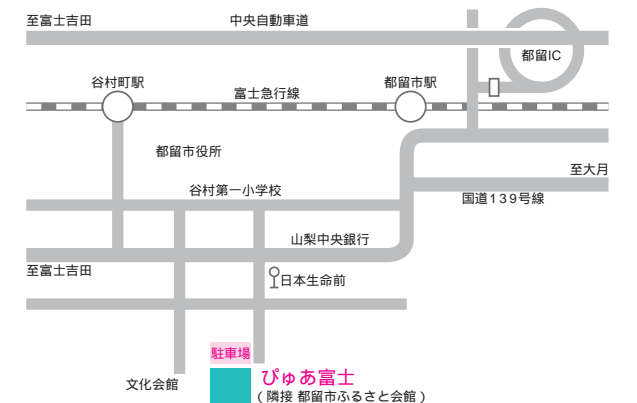 至富士吉田
中央自動車道
都留IC
谷村町駅
富士急行線
都留市駅
都留市役所
至大月
谷村第一小学校
国道139号線
山梨中央銀行
至富士吉田
日本生命前
駐車場
文化会館
ぴゅあ富士
(隣接 都留市ふるさと会館)